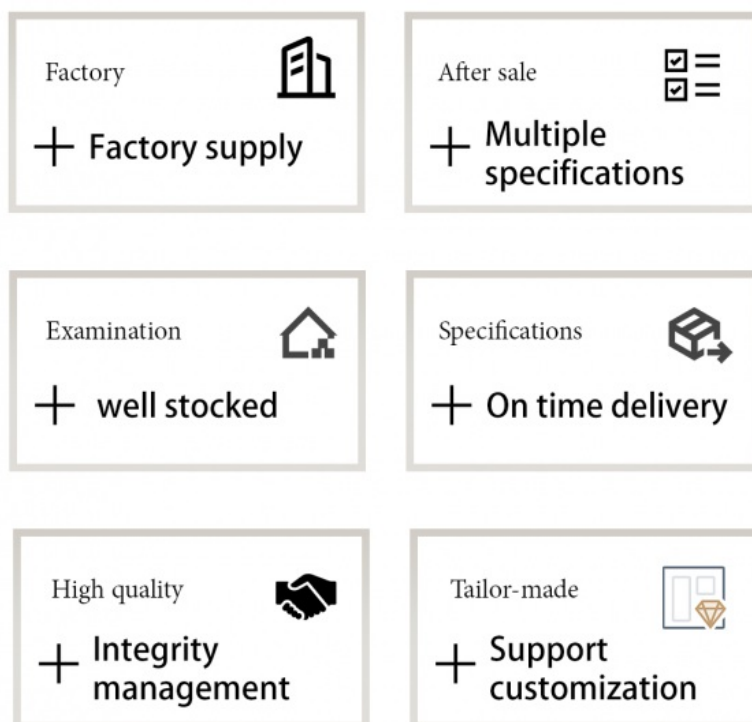 Factory
Factory supply
After sale
Multiple
specifications
Examination
well stocked
Specifications
On time delivery
High quality
Integrity
management
Tailor-made
Support
customization